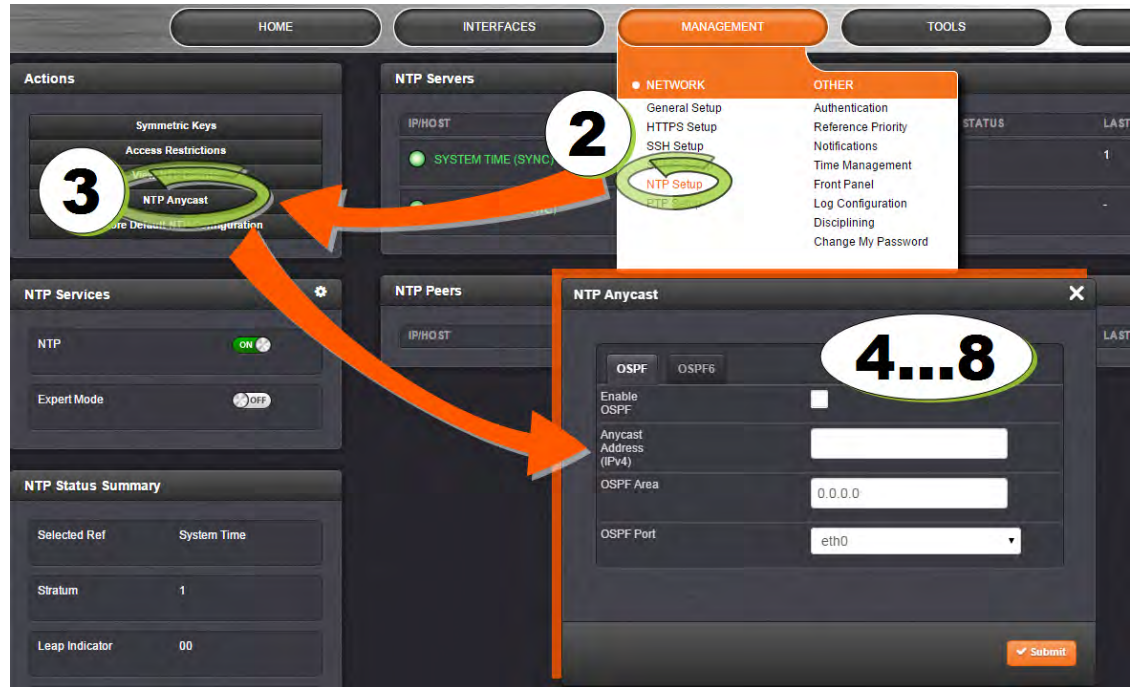 HOME
INTERFACES
MANAGEMENT
TOOLS
Actions
Symmetric Keys
Access Restrictions
NTP Anycast
3
NTP Servers
IP/HOST
STATUS
LAST
SYSTEM TIME (SYNC)
1
-
2
NETWORK
General Setup
HTTPS Setup
SSH Setup
NTP Setup
OTHER
Authentication
Reference Priority
Notifications
Time Management
Front Panel
Log Configuration
Disciplining
Change My Password
NTP Services
NTP
ON
Expert Mode
OFF
NTP Peers
IP/HOST
LAST
NTP Status Summary
Selected Ref
System Time
Stratum
1
Leap Indicator
00
NTP Anycast
4...8
OSPF
OSPF6
Enable
OSPF
Anycast
Address
(IPv4)
OSPF Area
0.0.0.0
OSPF Port
eth0
Submit